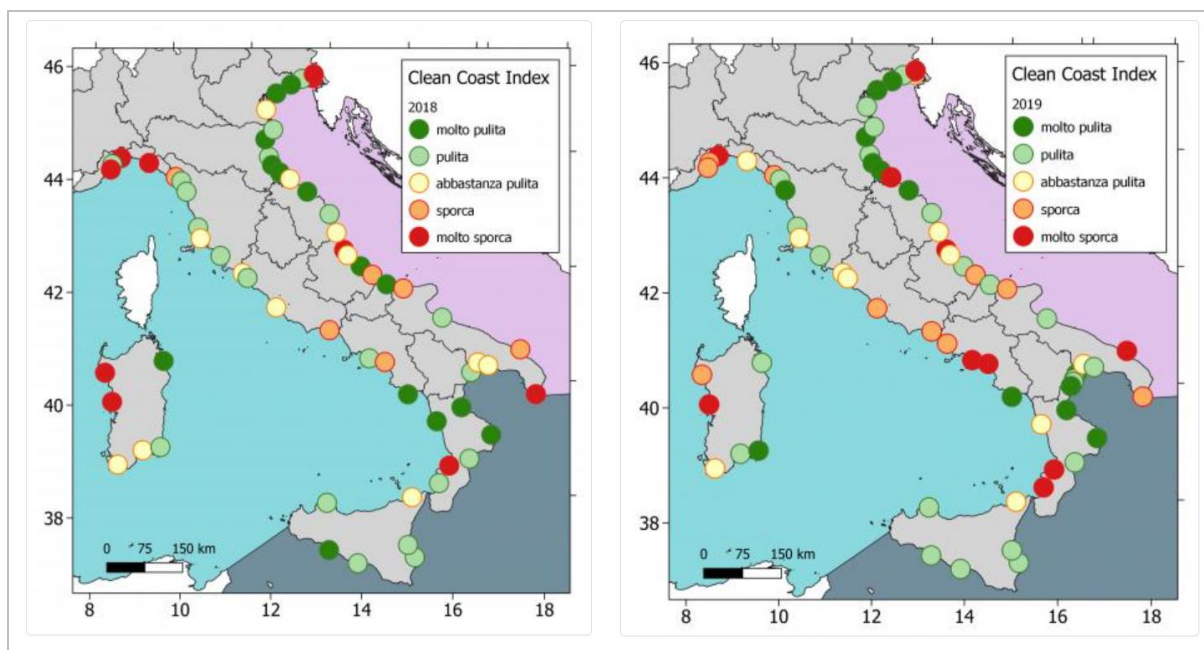 Clean Coast Index
2018
molto pulita
pulita
abbastanza pulita
sporca
molto sporca
46
44
42
40
38
0 75 150 km
8 10 12 14 16 18
Clean Coast Index
2019
molto pulita
pulita
abbastanza pulita
sporca
molto sporca
46
44
42
40
38
0 75 150 km
8 10 12 14 16 18